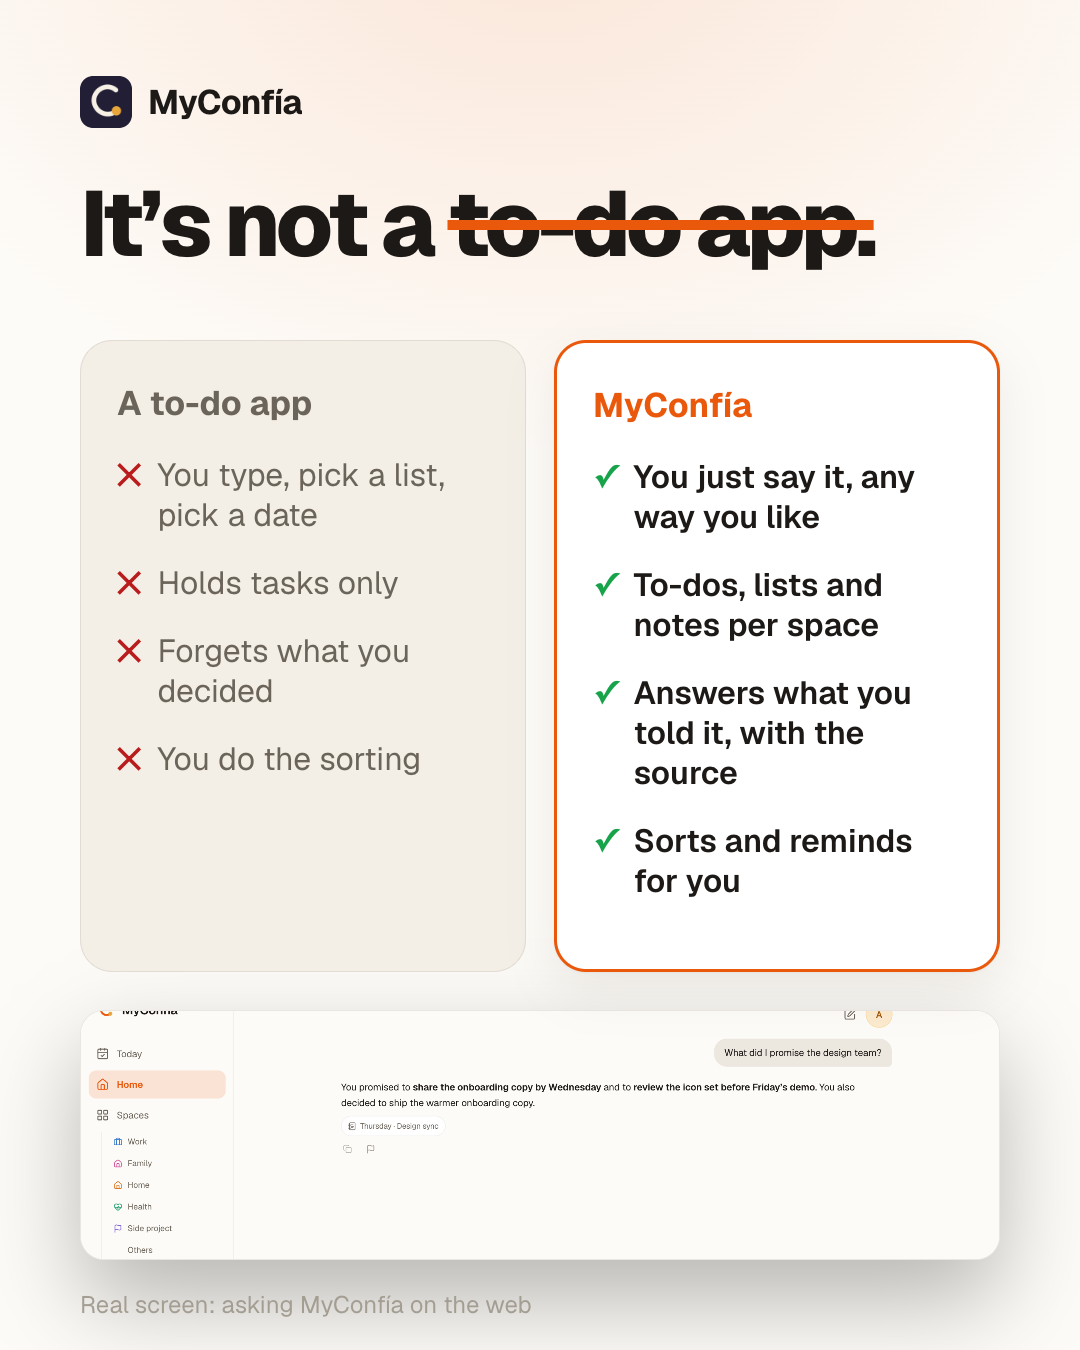 MyConfía
It's not a to-do app.
A to-do app
You type, pick a list,
pick a date
Holds tasks only
Forgets what you
decided
You do the sorting
MyConfía
You just say it, any
way you like
To-dos, lists and
notes per space
Answers what you
told it, with the
source
Sorts and reminds
for you
MyConfía
Today
Home
Spaces
Work
Family
Home
Health
Side project
Others
A
What did I promise the design team?
You promised to share the onboarding copy by Wednesday and to review the icon set before Friday's demo. You also
decided to ship the warmer onboarding copy.
Thursday · Design sync
Real screen: asking MyConfía on the web